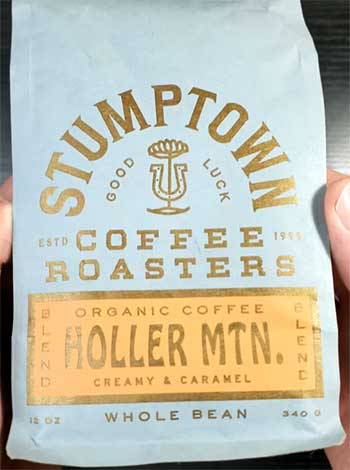 STUMPTOWN
GOOD LUCK
ESTD COFFEE 1999
ROASTERS
ORGANIC COFFEE
BLEND HOLLER MTN. BLEND
CREAMY & CARAMEL
12 OZ WHOLE BEAN 340 G